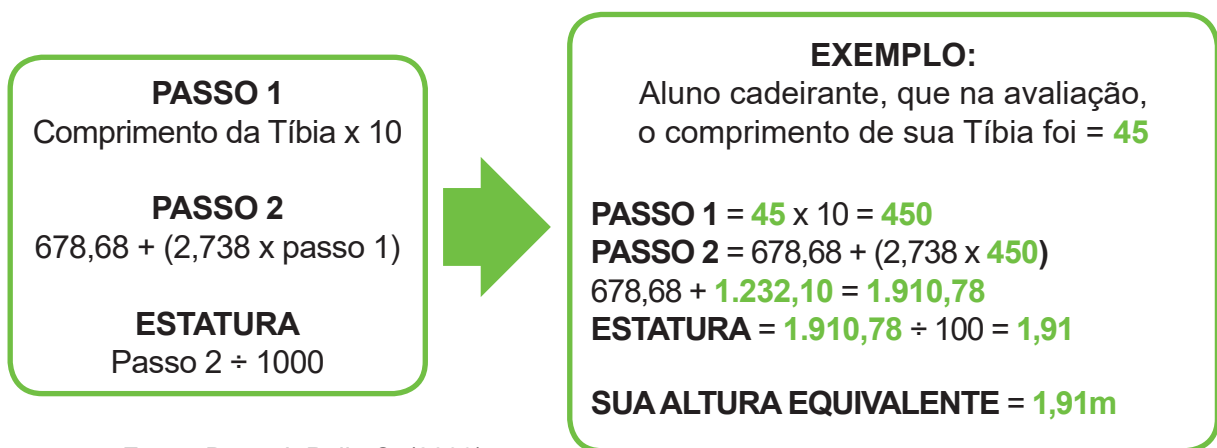 PASSO 1
Comprimento da Tíbia x 10
PASSO 2
678,68 + (2,738 x passo 1)
ESTATURA
Passo 2 ÷ 1000
EXEMPLO:
Aluno cadeirante, que na avaliação,
o comprimento de sua Tíbia foi = 45
PASSO 1 = 45 x 10 = 450
PASSO 2 = 678,68 + (2,738 x 450)
678,68 + 1.232,10 = 1.910,78
ESTATURA = 1.910,78 ÷ 100 = 1,91
SUA ALTURA EQUIVALENTE = 1,91m